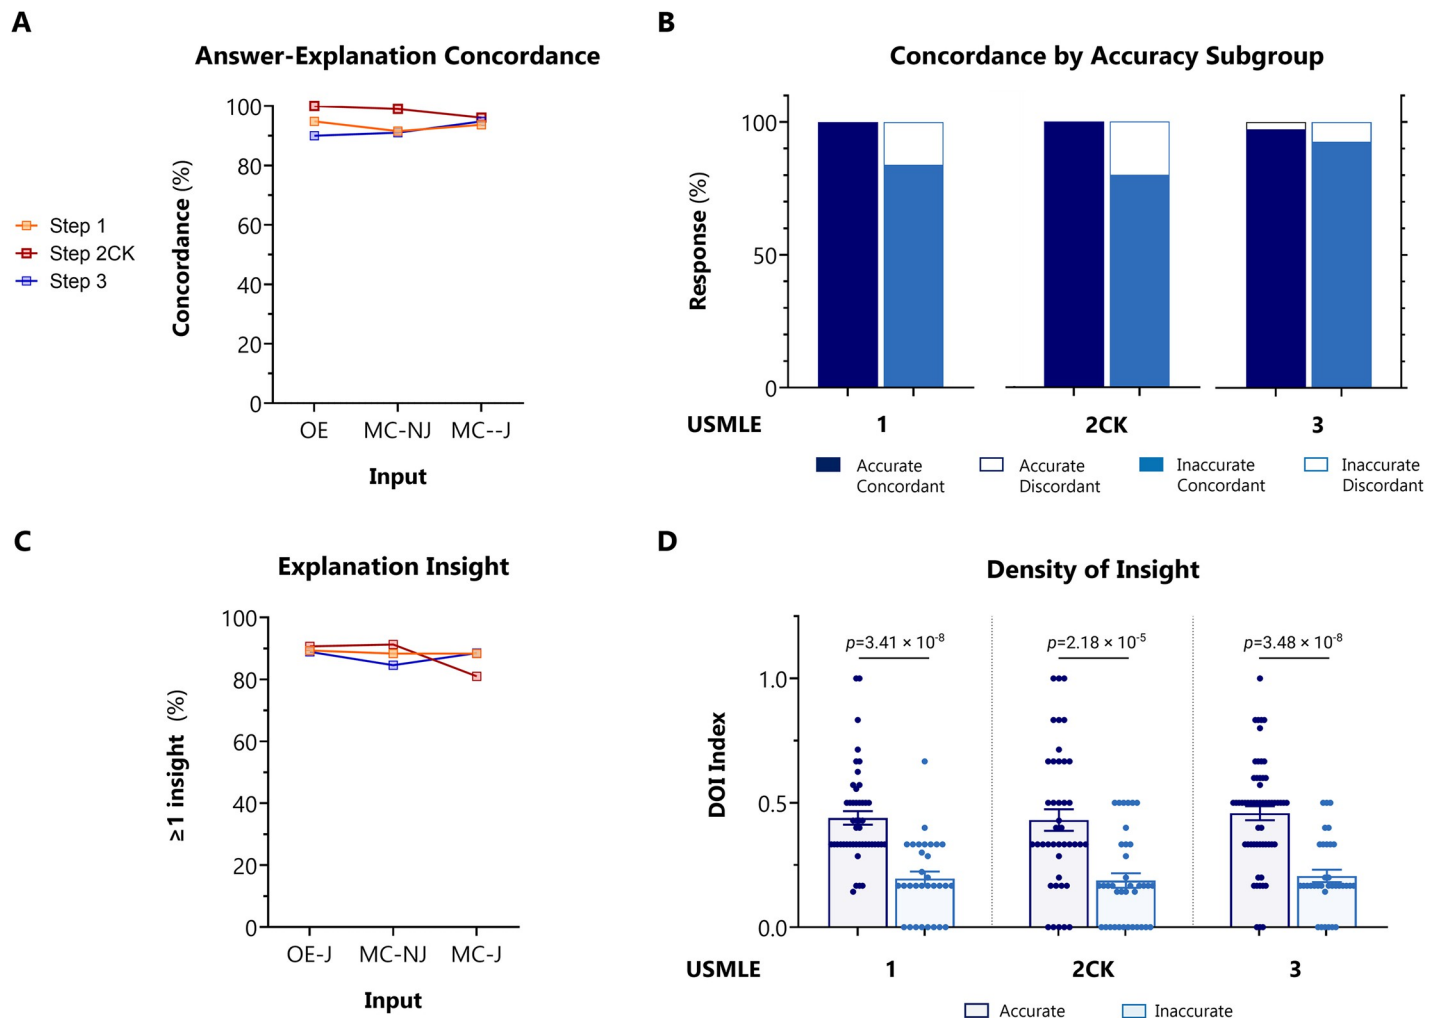 A
Answer-Explanation Concordance
100
80
60
40
20
0
Concordance (%)
Step 1
Step 2CK
Step 3
OE MC-NJ MC--J
Input
B
Concordance by Accuracy Subgroup
100
50
0
Response (%)
USMLE 1 2CK 3
Accurate
Concordant
Accurate
Discordant
Inaccurate
Concordant
Inaccurate
Discordant
C
Explanation Insight
100
80
60
40
20
0
≥1 insight (%)
OE-J MC-NJ MC-J
Input
D
Density of Insight
p=3.41 × 10⁻⁸ p=2.18 × 10⁻⁵ p=3.48 × 10⁻⁸
1.0
0.5
0.0
DOI Index
USMLE 1 2CK 3
Accurate Inaccurate